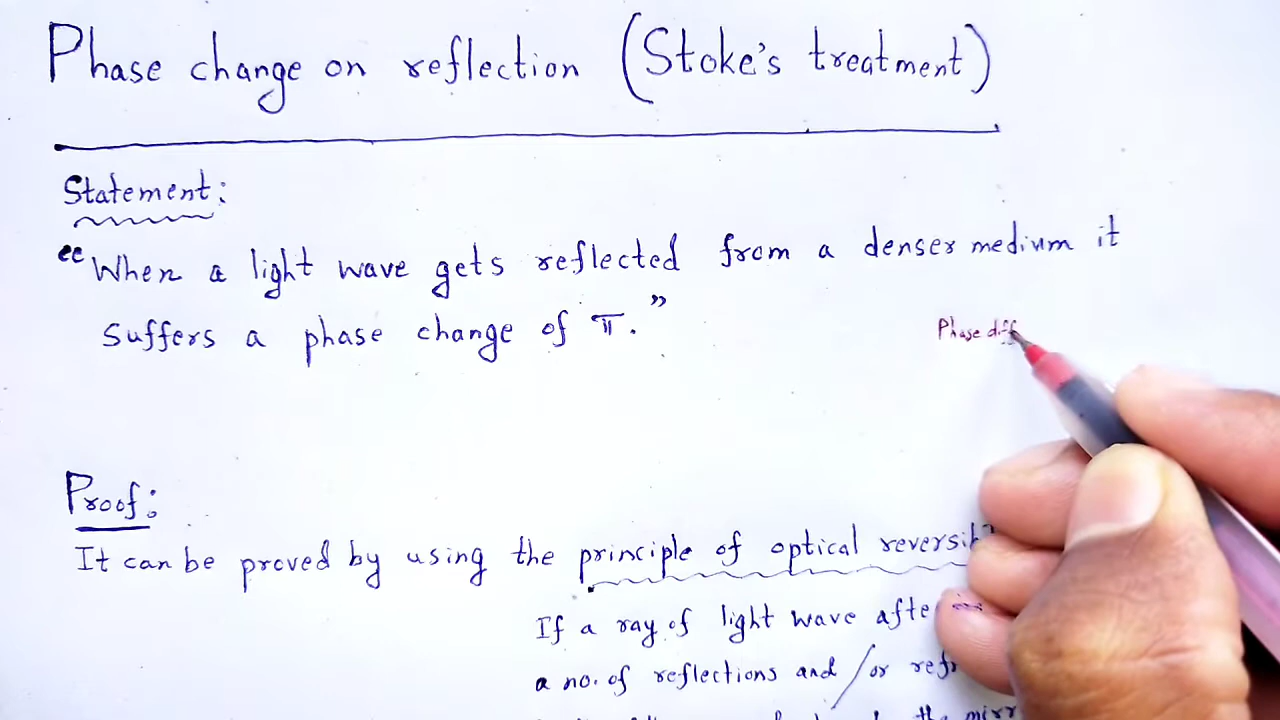 Phase change on reflection (Stoke's treatment)
Statement:
“When a light wave gets reflected from a denser medium it
suffers a phase change of π.”
Phase diff
Proof:
It can be proved by using the principle of optical
If a ray of light wave
a no. of reflections and/or
the